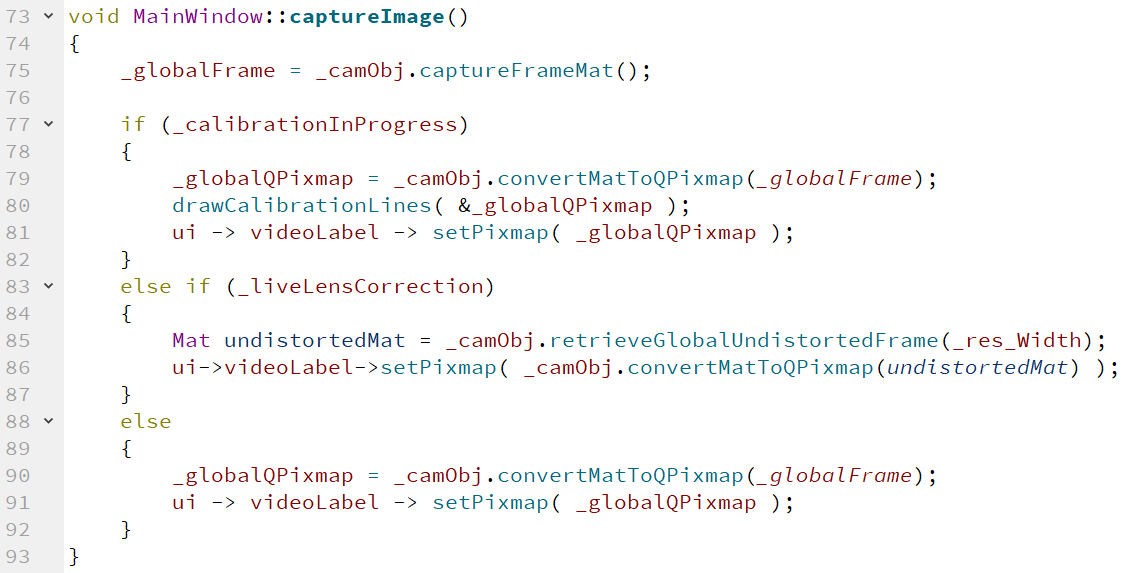 73 void MainWindow::captureImage()
74 {
75     _globalFrame = _camObj.captureFrameMat();
76
77     if (_calibrationInProgress)
78     {
79         _globalQPixmap = _camObj.convertMatToQPixmap(_globalFrame);
80         drawCalibrationLines( &_globalQPixmap );
81         ui -> videoLabel -> setPixmap( _globalQPixmap );
82     }
83     else if (_liveLensCorrection)
84     {
85         Mat undistortedMat = _camObj.retrieveGlobalUndistortedFrame(_res_Width);
86         ui->videoLabel->setPixmap( _camObj.convertMatToQPixmap(undistortedMat) );
87     }
88     else
89     {
90         _globalQPixmap = _camObj.convertMatToQPixmap(_globalFrame);
91         ui -> videoLabel -> setPixmap( _globalQPixmap );
92     }
93 }